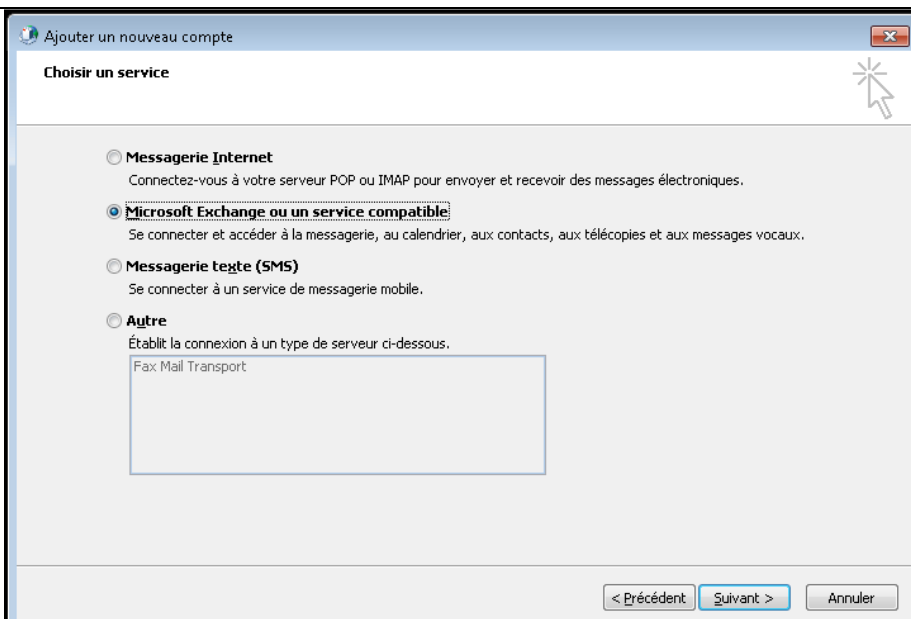 Ajouter un nouveau compte
Choisir un service
Messagerie Internet
Connectez-vous à votre serveur POP ou IMAP pour envoyer et recevoir des messages électroniques.
Microsoft Exchange ou un service compatible
Se connecter et accéder à la messagerie, au calendrier, aux contacts, aux télécopies et aux messages vocaux.
Messagerie texte (SMS)
Se connecter à un service de messagerie mobile.
Autre
Établit la connexion à un type de serveur ci-dessous.
Fax Mail Transport
< Précédent Suivant > Annuler